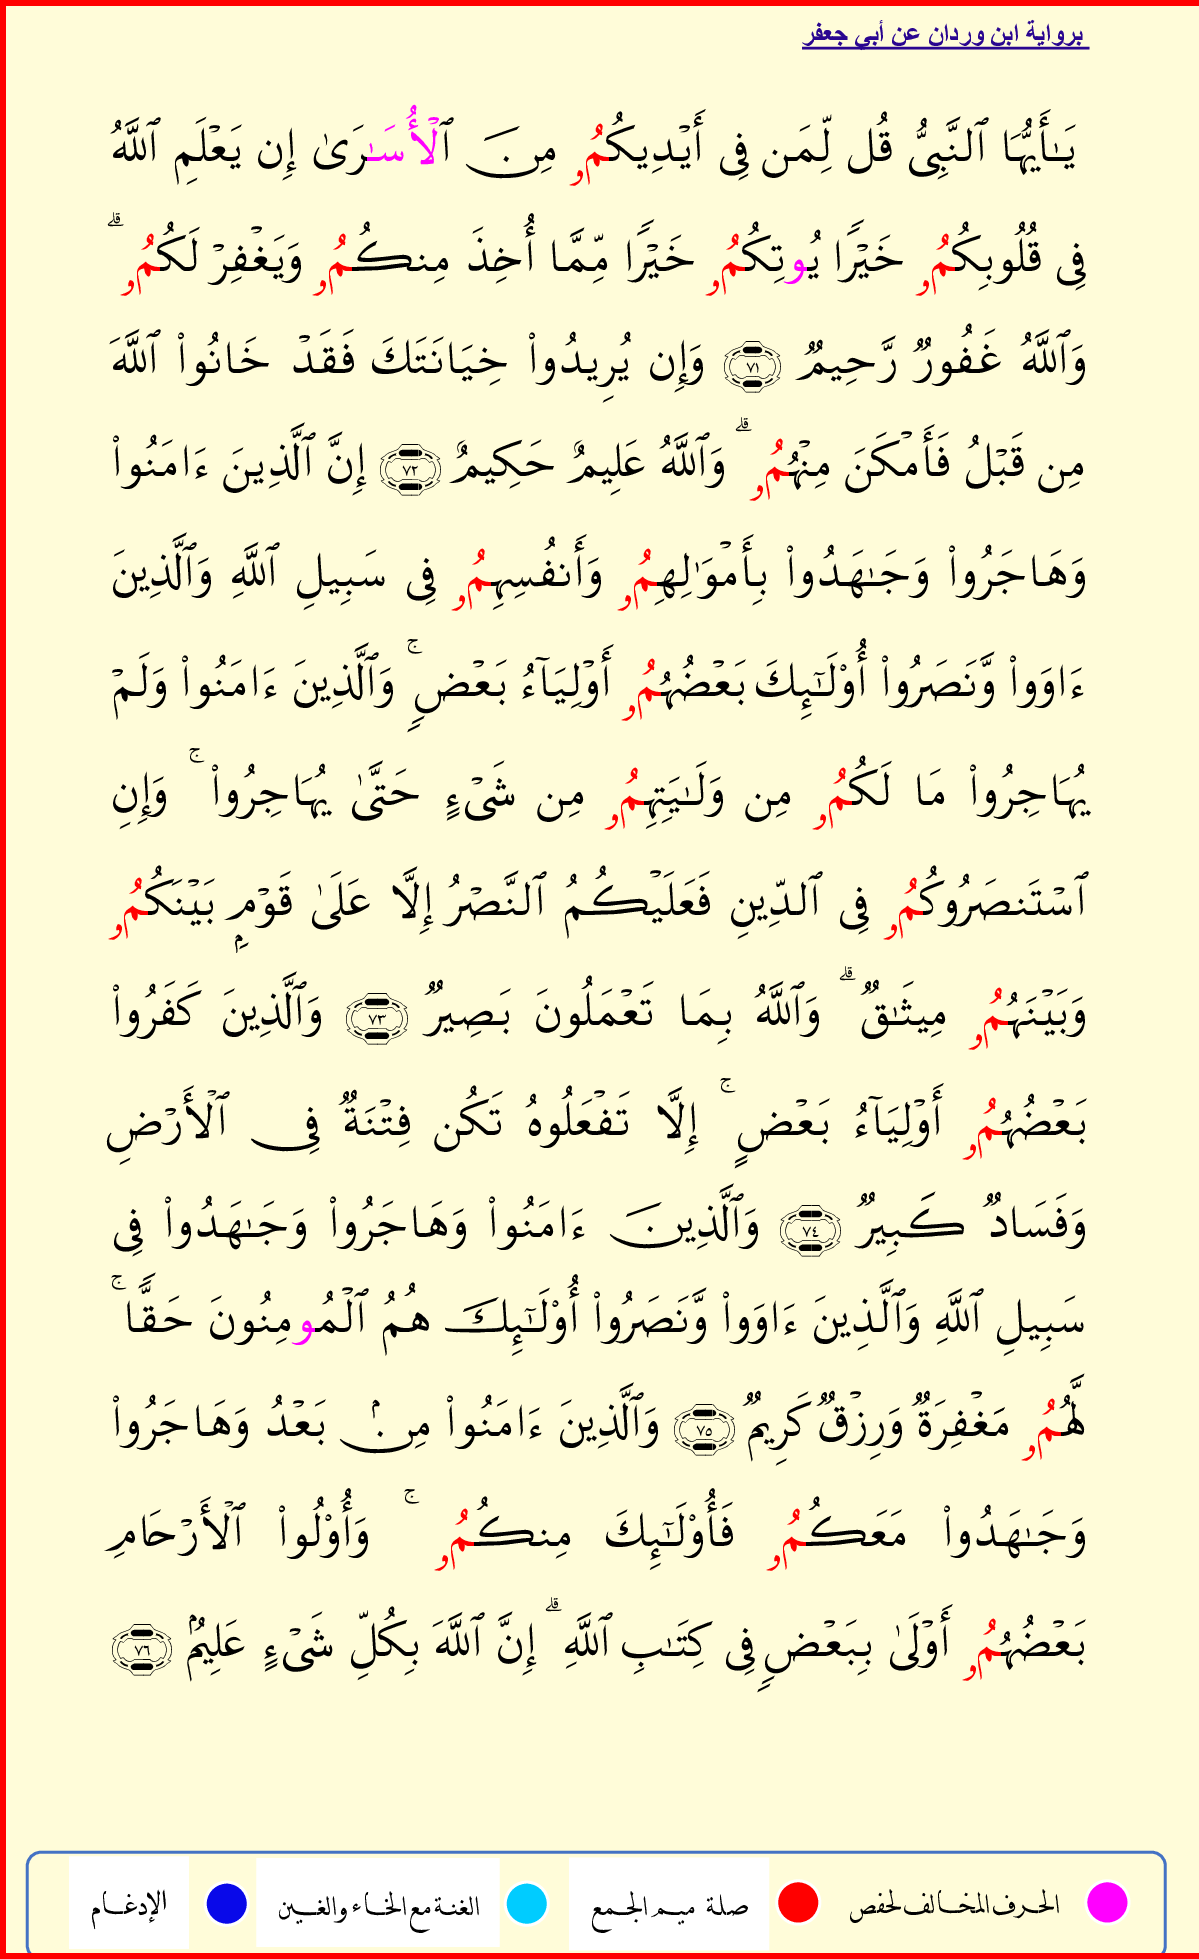 برواية ابن وردان عن أبي جعفر
يَـٰٓأَيُّهَا ٱلنَّبِىُّ قُل لِّمَن فِى أَيۡدِيكُمُۥ مِنَ ٱلۡأُسَـٰرَىٰ إِن يَعۡلَمِ ٱللَّهُ
فِى قُلُوبِكُمُۥ خَيۡرًا يُوتِكُمُۥ خَيۡرًا مِّمَّا أُخِذَ مِنكُمُۥ وَيَغۡفِرۡ لَكُمُۥ ۗ
وَٱللَّهُ غَفُورٌ رَّحِيمٌ ٧١ وَإِن يُرِيدُوا۟ خِيَانَتَكَ فَقَدۡ خَانُوا۟ ٱللَّهَ
مِن قَبۡلُ فَأَمۡكَنَ مِنۡهُمُۥ ۗ وَٱللَّهُ عَلِيمٌ حَكِيمٌ ٧٢ إِنَّ ٱلَّذِينَ ءَامَنُوا۟
وَهَاجَرُوا۟ وَجَـٰهَدُوا۟ بِأَمۡوَٰلِهِمُۥ وَأَنفُسِهِمُۥ فِى سَبِيلِ ٱللَّهِ وَٱلَّذِينَ
ءَاوَوا۟ وَّنَصَرُوا۟ أُو۟لَـٰٓئِكَ بَعۡضُهُمُۥ أَوۡلِيَآءُ بَعۡضٍ ۚ وَٱلَّذِينَ ءَامَنُوا۟ وَلَمۡ
يُهَاجِرُوا۟ مَا لَكُمُۥ مِن وَلَـٰيَتِهِمُۥ مِن شَىۡءٍ حَتَّىٰ يُهَاجِرُوا۟ ۚ وَإِنِ
ٱسۡتَنصَرُوكُمُۥ فِى ٱلدِّينِ فَعَلَيۡكُمُ ٱلنَّصۡرُ إِلَّا عَلَىٰ قَوۡمِۭ بَيۡنَكُمُۥ
وَبَيۡنَهُمُۥ مِيثَـٰقٌ ۗ وَٱللَّهُ بِمَا تَعۡمَلُونَ بَصِيرٌ ٧٣ وَٱلَّذِينَ كَفَرُوا۟
بَعۡضُهُمُۥ أَوۡلِيَآءُ بَعۡضٍ ۚ إِلَّا تَفۡعَلُوهُ تَكُن فِتۡنَةٌ فِى ٱلۡأَرۡضِ
وَفَسَادٌ كَبِيرٌ ٧٤ وَٱلَّذِينَ ءَامَنُوا۟ وَهَاجَرُوا۟ وَجَـٰهَدُوا۟ فِى
سَبِيلِ ٱللَّهِ وَٱلَّذِينَ ءَاوَوا۟ وَّنَصَرُوا۟ أُو۟لَـٰٓئِكَ هُمُ ٱلۡمُومِنُونَ حَقًّا ۚ
لَّهُمُۥ مَغۡفِرَةٌ وَرِزۡقٌ كَرِيمٌ ٧٥ وَٱلَّذِينَ ءَامَنُوا۟ مِنۢ بَعۡدُ وَهَاجَرُوا۟
وَجَـٰهَدُوا۟ مَعَكُمُۥ فَأُو۟لَـٰٓئِكَ مِنكُمُۥ ۚ وَأُو۟لُوا۟ ٱلۡأَرۡحَامِ
بَعۡضُهُمُۥ أَوۡلَىٰ بِبَعۡضٍ فِى كِتَـٰبِ ٱللَّهِ ۗ إِنَّ ٱللَّهَ بِكُلِّ شَىۡءٍ عَلِيمُۢ ٧٦
الحرف المخالف لحفص صلة ميم الجمع الغنة مع الخاء والغين الإدغام